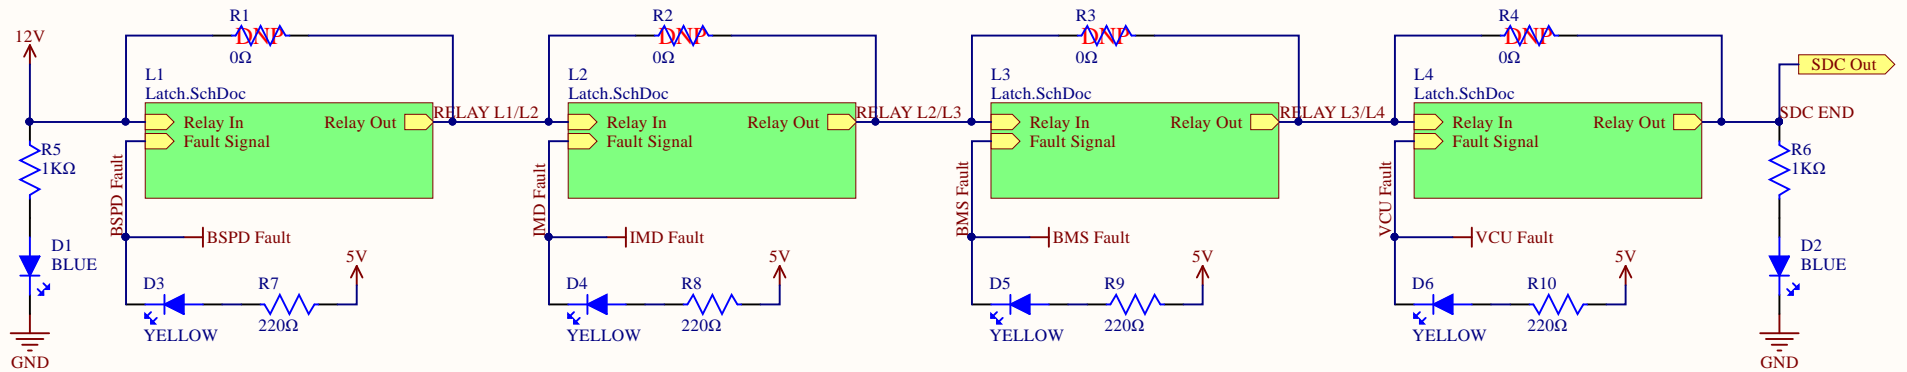 12V
R1
DNP
0Ω
R2
DNP
0Ω
R3
DNP
0Ω
R4
DNP
0Ω
SDC Out
L1
Latch.SchDoc
Relay In
Relay Out
Fault Signal
RELAY L1/L2
L2
Latch.SchDoc
Relay In
Relay Out
Fault Signal
RELAY L2/L3
L3
Latch.SchDoc
Relay In
Relay Out
Fault Signal
RELAY L3/L4
L4
Latch.SchDoc
Relay In
Relay Out
Fault Signal
SDC END
R5
1KΩ
R6
1KΩ
BSPD Fault
BSPD Fault
IMD Fault
IMD Fault
BMS Fault
BMS Fault
VCU Fault
VCU Fault
D1
BLUE
D2
BLUE
D3
YELLOW
R7
220Ω
5V
D4
YELLOW
R8
220Ω
5V
D5
YELLOW
R9
220Ω
5V
D6
YELLOW
R10
220Ω
5V
GND
GND